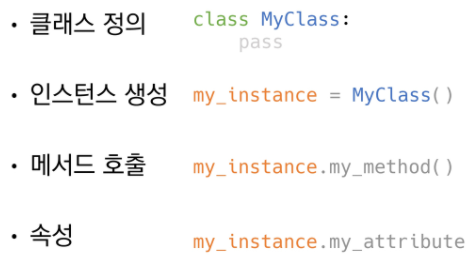 • 클래스 정의 class MyClass:
pass
• 인스턴스 생성 my_instance = MyClass()
• 메서드 호출 my_instance.my_method()
• 속성 my_instance.my_attribute